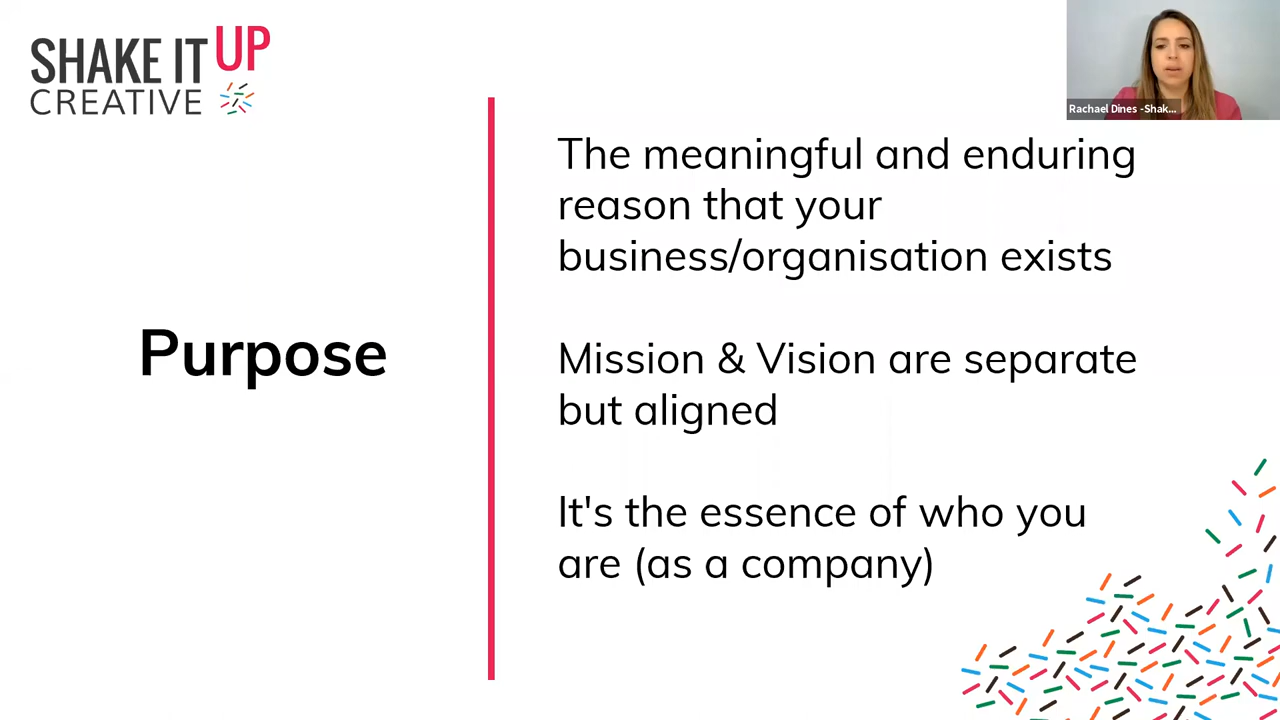 SHAKE IT UP
CREATIVE
Rachael Dines -Shak...
Purpose
The meaningful and enduring
reason that your
business/organisation exists
Mission & Vision are separate
but aligned
It's the essence of who you
are (as a company)